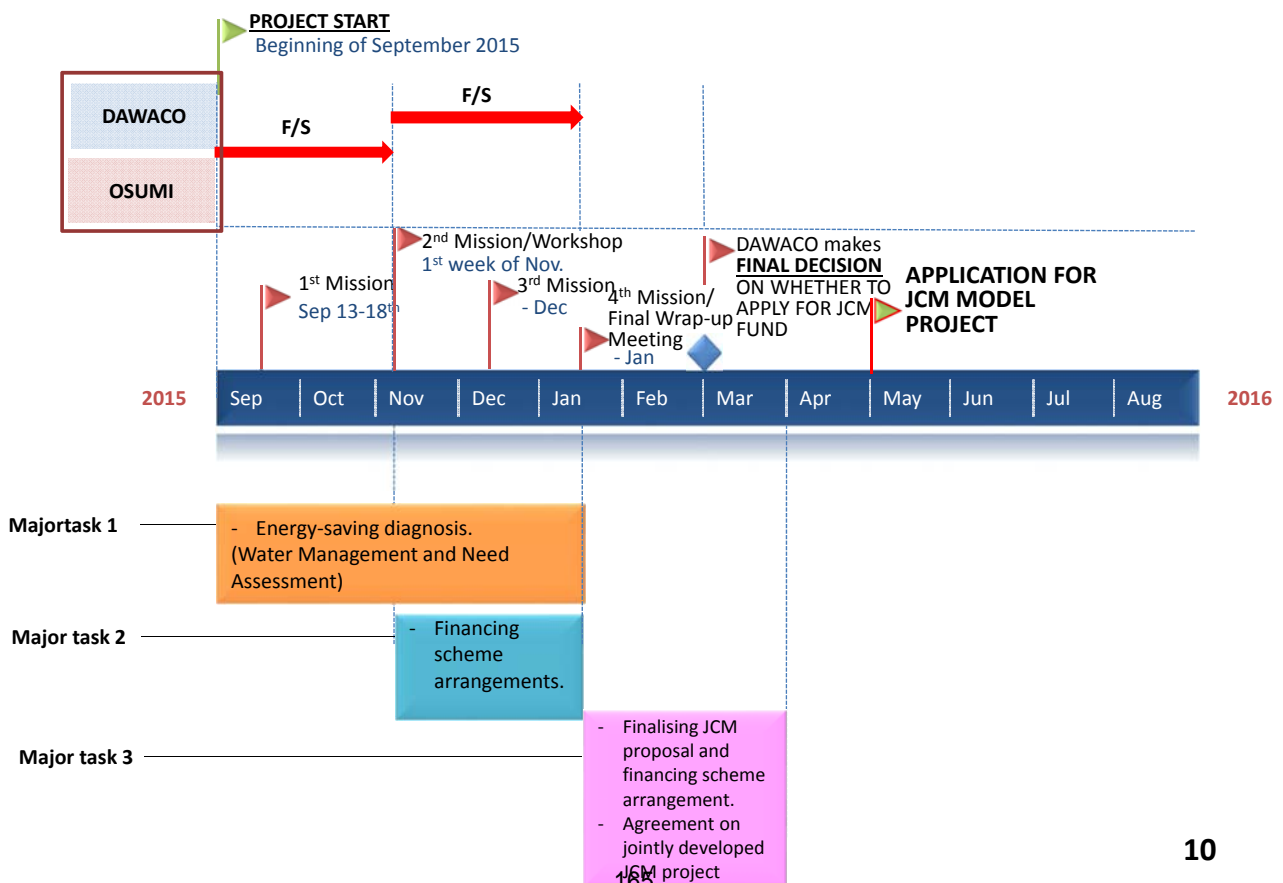 PROJECT START
Beginning of September 2015
DAWACO
OSUMI
F/S
F/S
1st Mission
Sep 13-18th
2nd Mission/Workshop
1st week of Nov.
3rd Mission
- Dec
4th Mission/
Final Wrap-up
Meeting
- Jan
DAWACO makes
FINAL DECISION
ON WHETHER TO
APPLY FOR JCM
FUND
APPLICATION FOR
JCM MODEL
PROJECT
2015
Sep
Oct
Nov
Dec
Jan
Feb
Mar
Apr
May
Jun
Jul
Aug
2016
Majortask 1
- Energy-saving diagnosis.
(Water Management and Need
Assessment)
Major task 2
- Financing
scheme
arrangements.
Major task 3
- Finalising JCM
proposal and
financing scheme
arrangement.
- Agreement on
jointly developed
JCM project
165
10